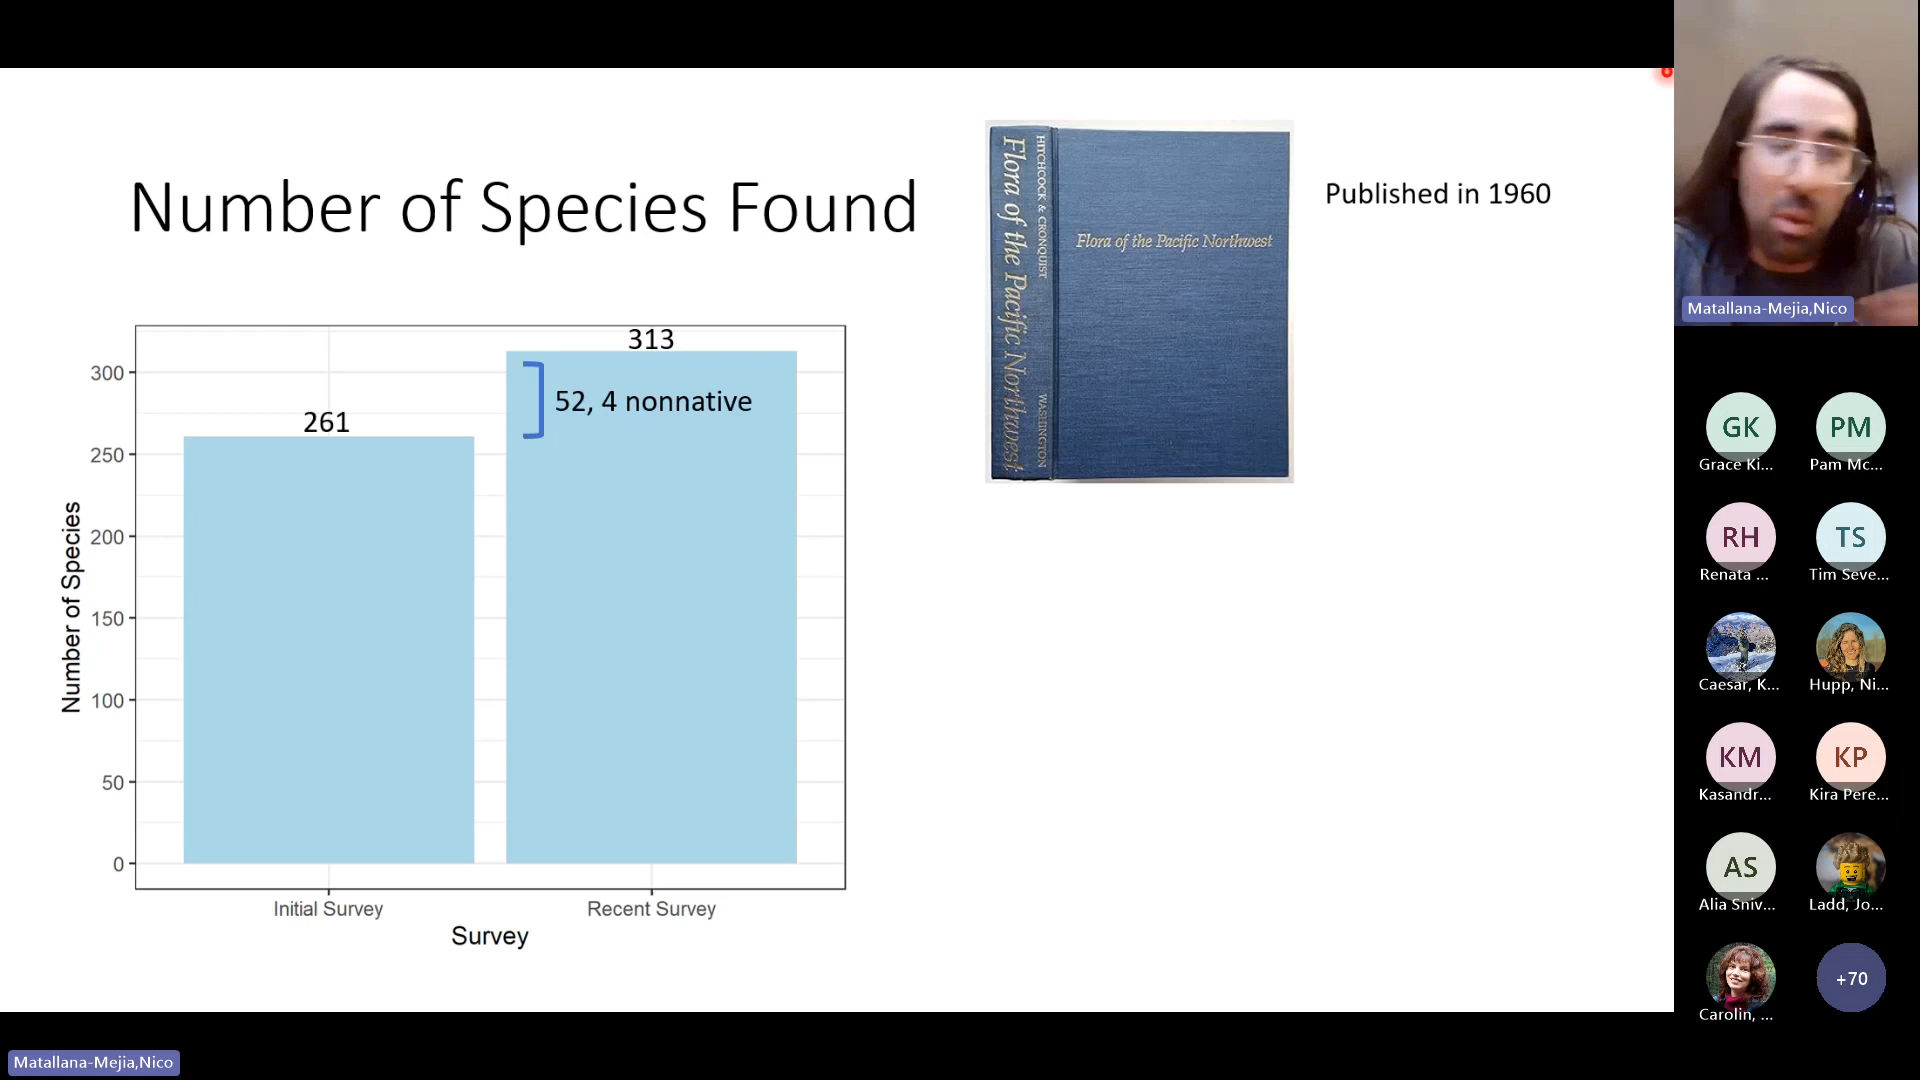 Number of Species Found
HITCHCOCK & CRONQUIST
Flora of the Pacific Northwest
WASHINGTON
Flora of the Pacific Northwest
Published in 1960
313
52, 4 nonnative
261
Number of Species
300
250
200
150
100
50
0
Initial Survey
Recent Survey
Survey
Matallana-Mejia,Nico
GK
Grace Ki...
PM
Pam Mc...
RH
Renata ...
TS
Tim Seve...
Caesar, K...
Hupp, Ni...
KM
Kasandr...
KP
Kira Pere...
AS
Alia Sniv...
Ladd, Jo...
Carolin, ...
+70
Matallana-Mejia,Nico